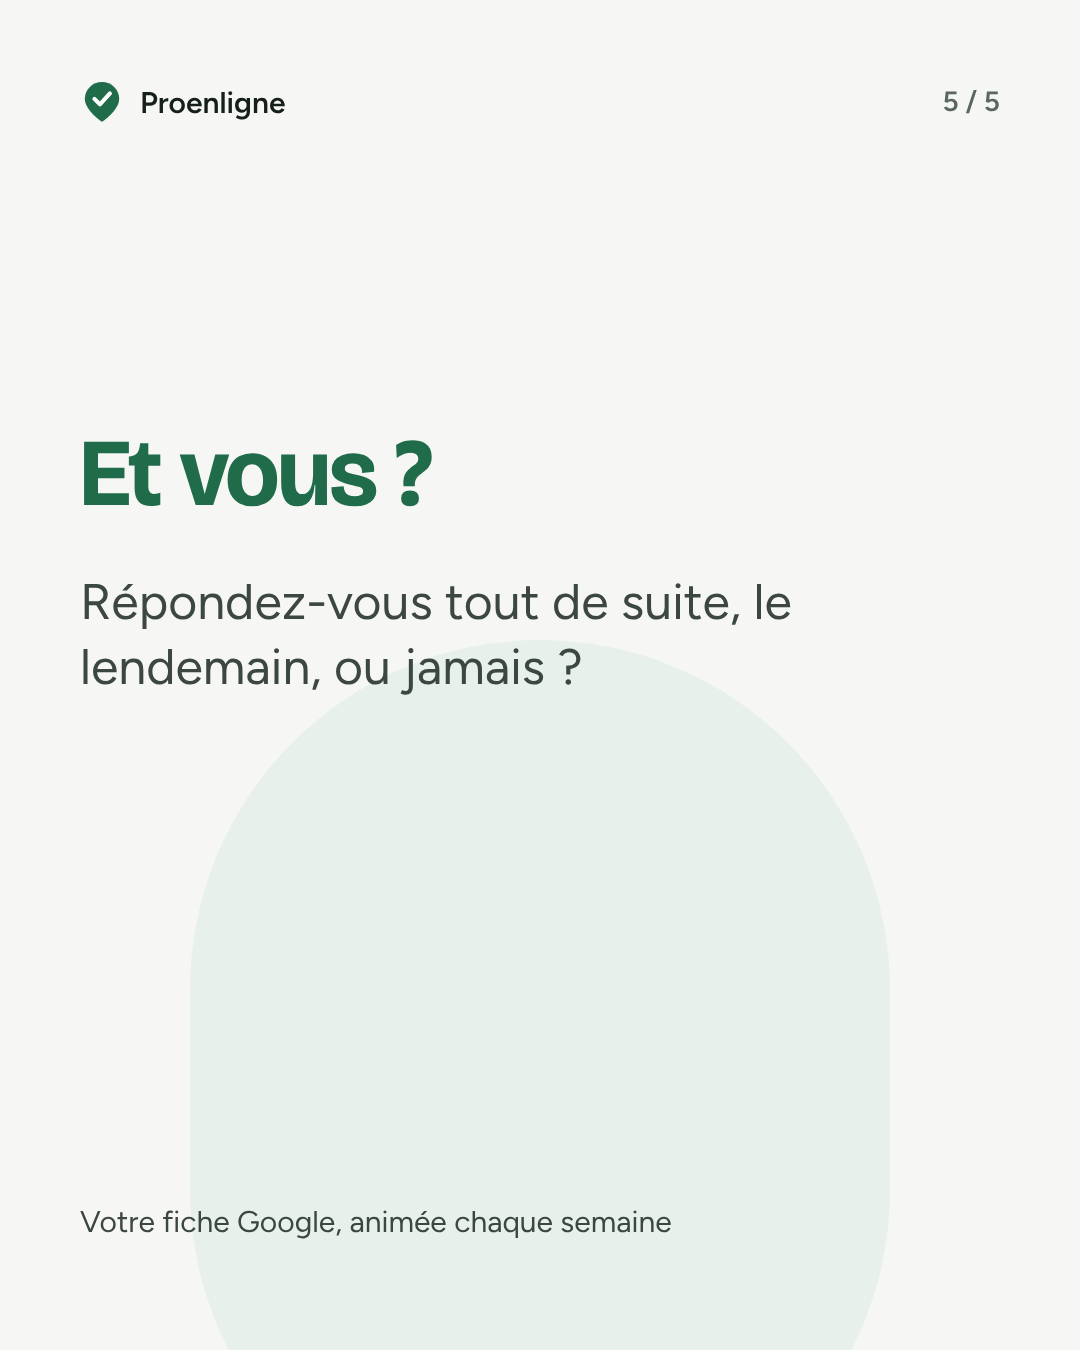 Proenligne
5 / 5
Et vous ?
Répondez-vous tout de suite, le
lendemain, ou jamais ?
Votre fiche Google, animée chaque semaine